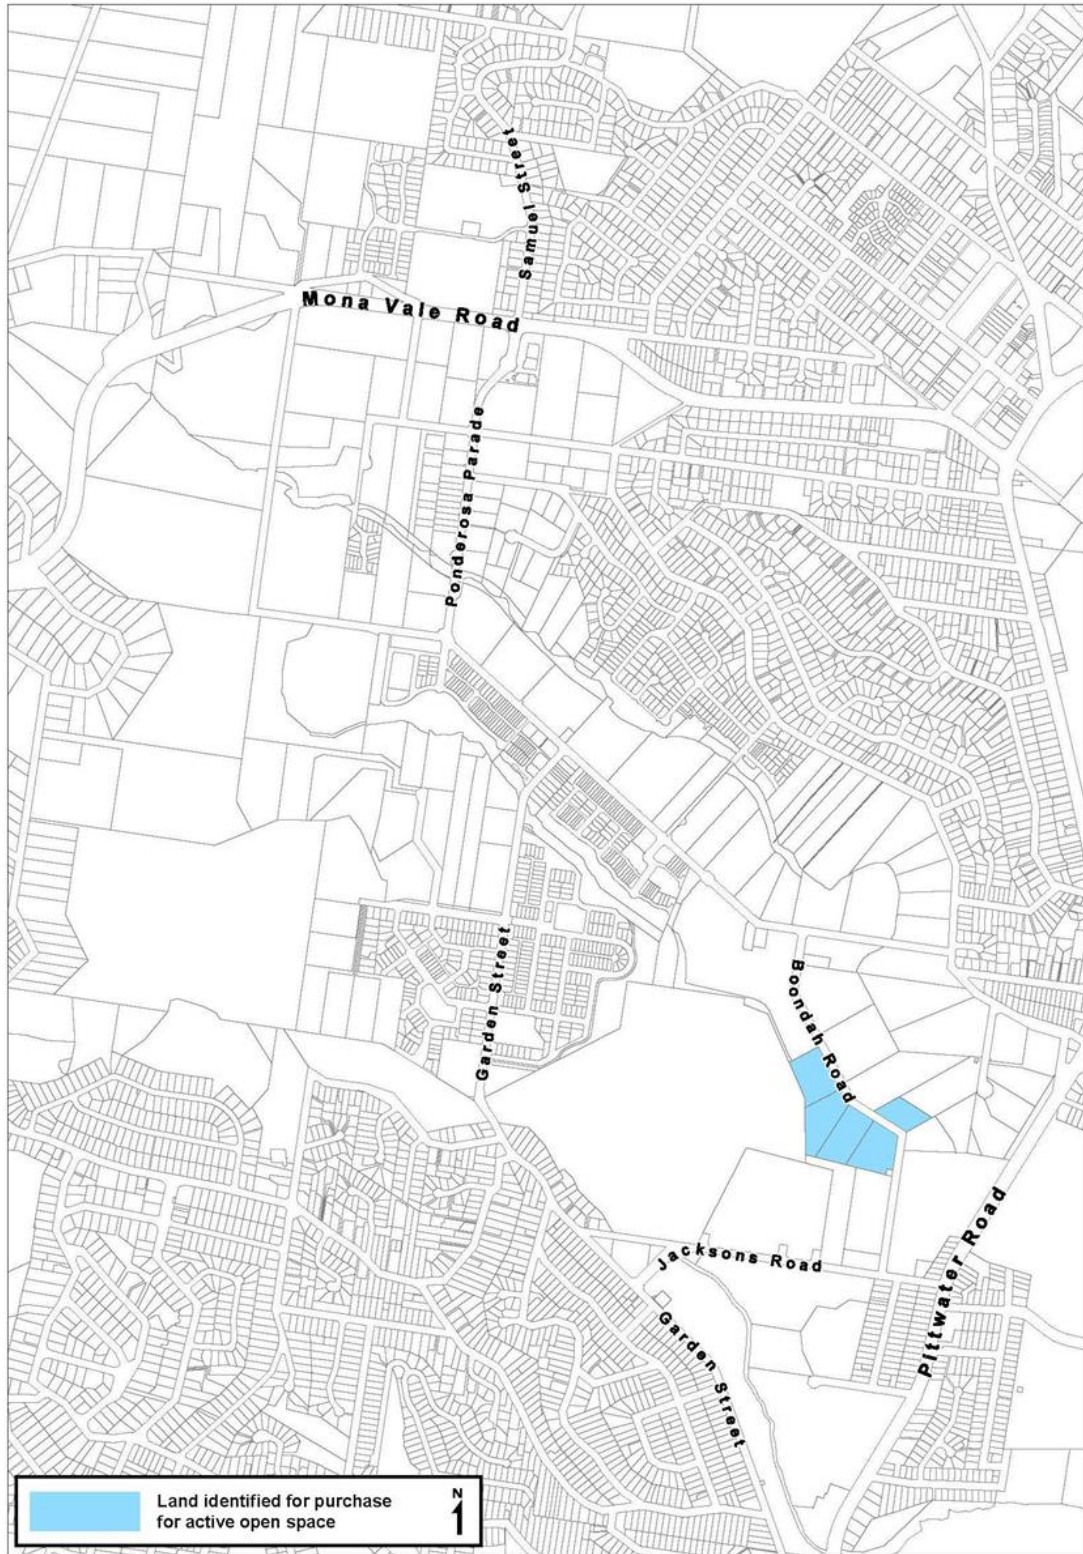 Samuel Street
Mona Vale Road
Ponderosa Parade
Garden Street
Boondah Road
Pittwater Road
Jacksons Road
Garden Street
Land identified for purchase
for active open space
N